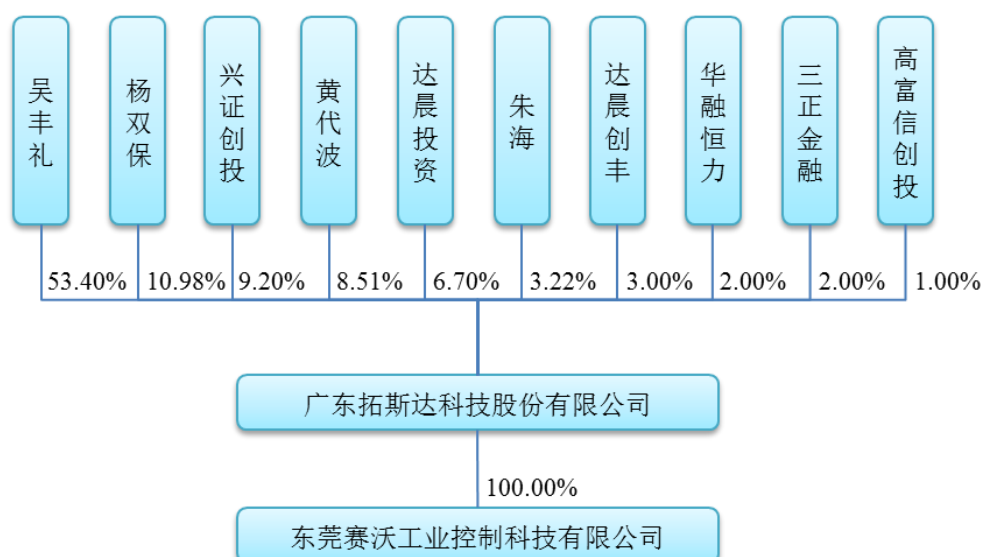 吴丰礼
杨双保
兴证创投
黄代波
达晨投资
朱海
达晨创丰
华融恒力
三正金融
高富信创投
53.40%
10.98%
9.20%
8.51%
6.70%
3.22%
3.00%
2.00%
2.00%
1.00%
广东拓斯达科技股份有限公司
100.00%
东莞赛沃工业控制科技有限公司